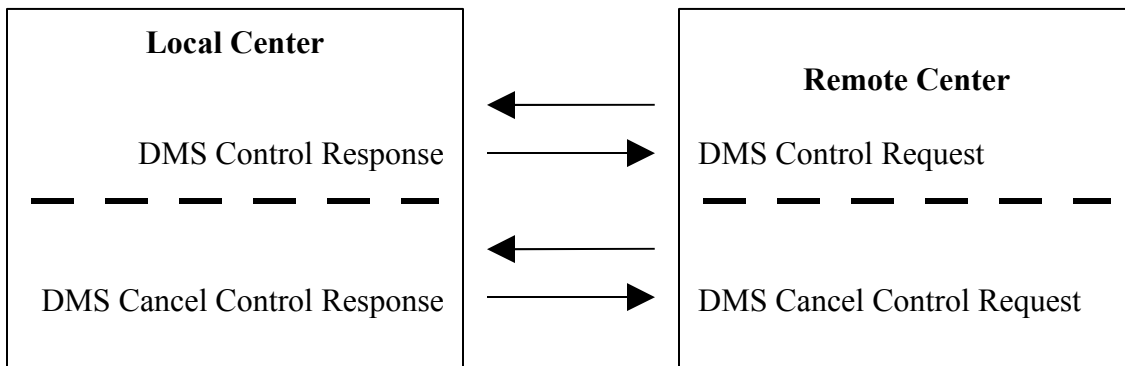 Local Center
Remote Center
DMS Control Response
DMS Control Request
DMS Cancel Control Response
DMS Cancel Control Request